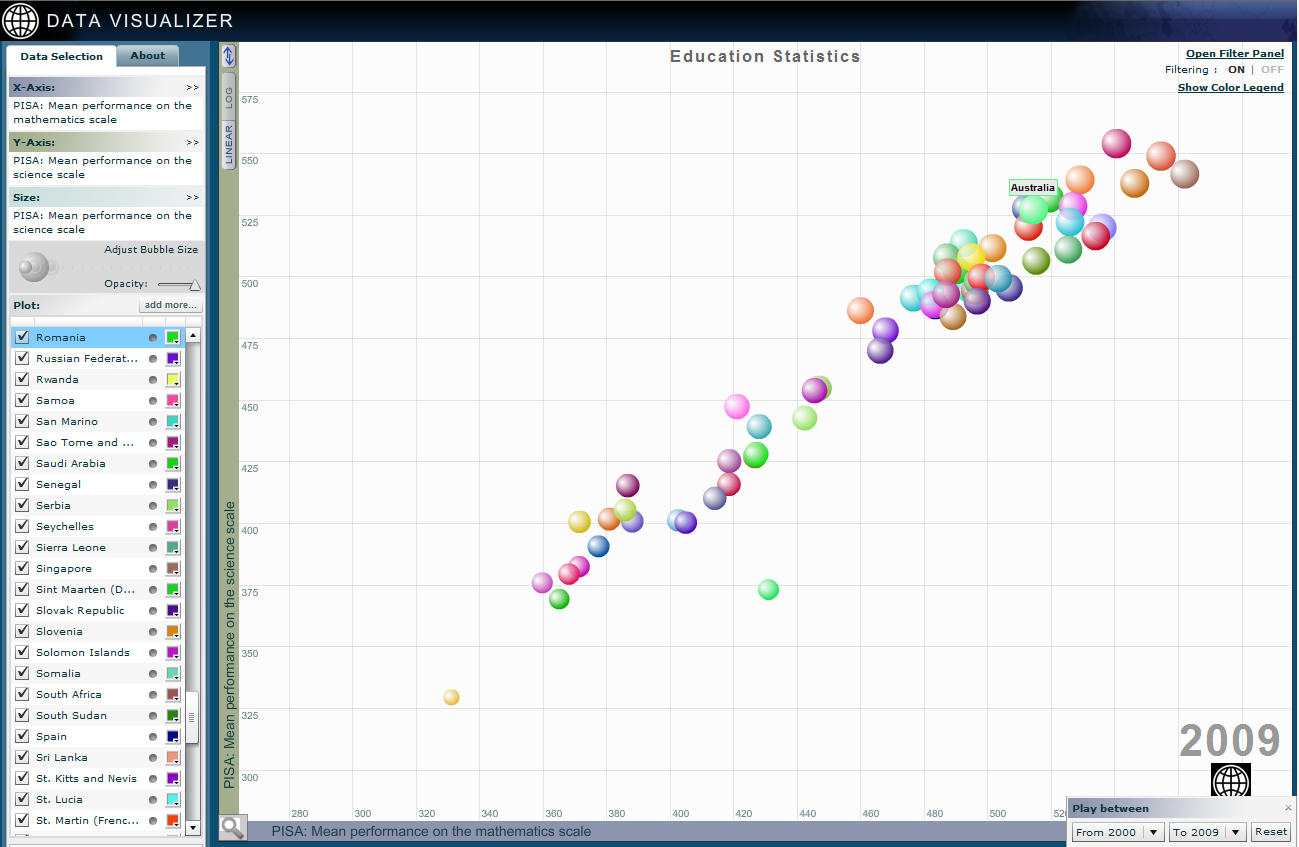 DATA VISUALIZER
Data Selection
About
X-Axis:
>>
PISA: Mean performance on the
mathematics scale
Y-Axis:
>>
PISA: Mean performance on the
science scale
Size:
>>
PISA: Mean performance on the
science scale
Adjust Bubble Size
Opacity:
Plot:
add more...
Romania
Russian Federat...
Rwanda
Samoa
San Marino
Sao Tome and ...
Saudi Arabia
Senegal
Serbia
Seychelles
Sierra Leone
Singapore
Sint Maarten (D...
Slovak Republic
Slovenia
Solomon Islands
Somalia
South Africa
South Sudan
Spain
Sri Lanka
St. Kitts and Nevis
St. Lucia
St. Martin (Frenc...
LOG
LINEAR
PISA: Mean performance on the science scale
Education Statistics
Open Filter Panel
Filtering : ON | OFF
Show Color Legend
575
550
525
500
475
450
425
400
375
350
325
300
Australia
2009
280
300
320
340
360
380
400
420
440
460
480
500
PISA: Mean performance on the mathematics scale
Play between
×
From 2000
To 2009
Reset